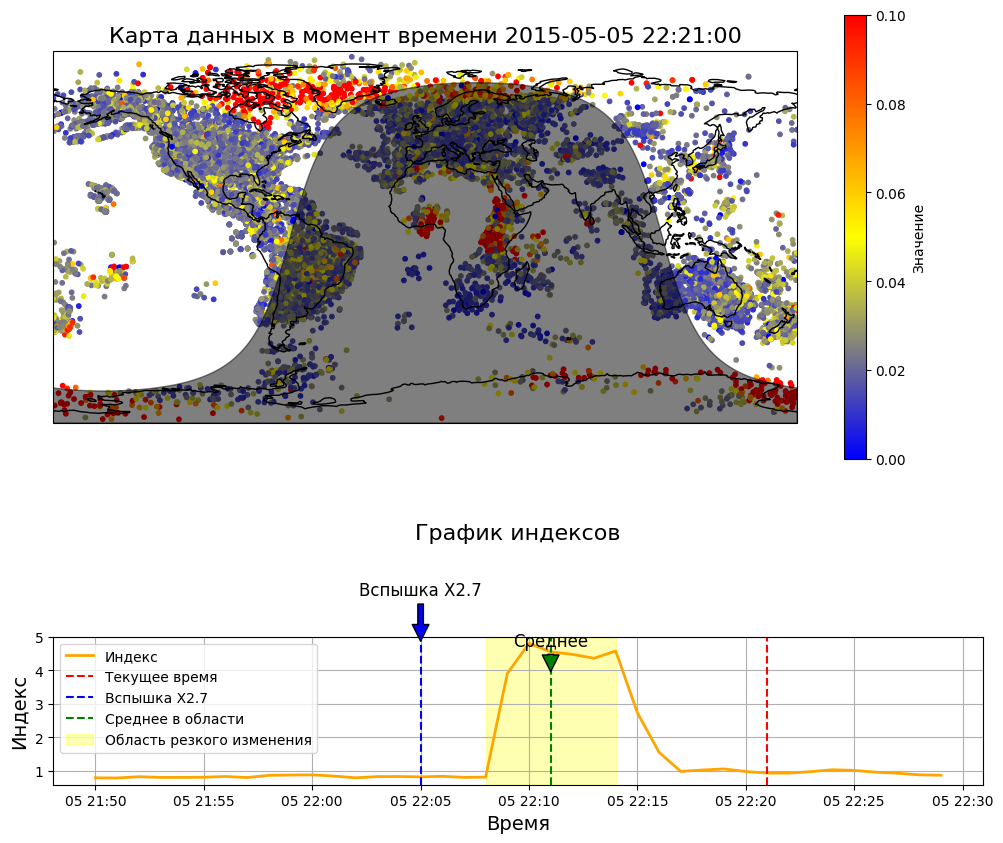 Карта данных в момент времени 2015-05-05 22:21:00
0.10
0.08
0.06
0.04
0.02
0.00
Значение
График индексов
Вспышка X2.7
Среднее
Индекс
5
4
3
2
1
Индекс
Текущее время
Вспышка X2.7
Среднее в области
Область резкого изменения
05 21:50 05 21:55 05 22:00 05 22:05 05 22:10 05 22:15 05 22:20 05 22:25 05 22:30
Время